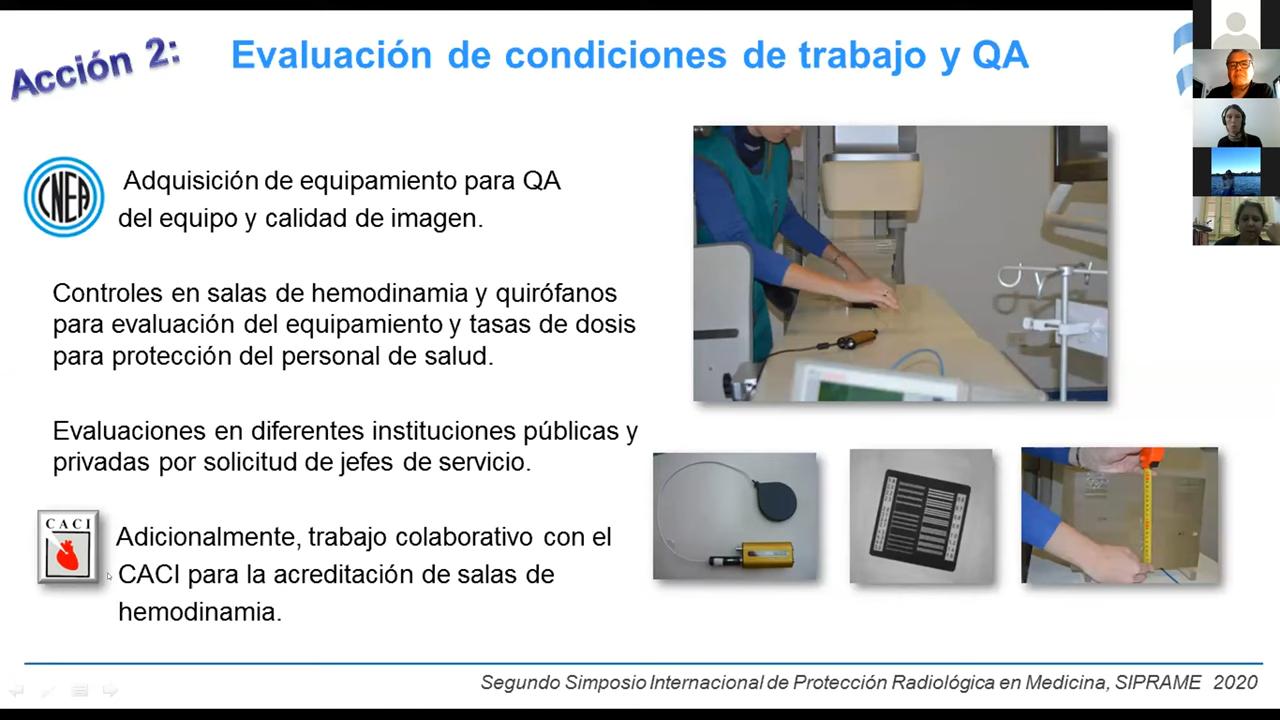 Acción 2:
Evaluación de condiciones de trabajo y QA
CNEA
Adquisición de equipamiento para QA
del equipo y calidad de imagen.
Controles en salas de hemodinamia y quirófanos
para evaluación del equipamiento y tasas de dosis
para protección del personal de salud.
Evaluaciones en diferentes instituciones públicas y
privadas por solicitud de jefes de servicio.
CACI
Adicionalmente, trabajo colaborativo con el
CACI para la acreditación de salas de
hemodinamia.
Segundo Simposio Internacional de Protección Radiológica en Medicina, SIPRAME 2020